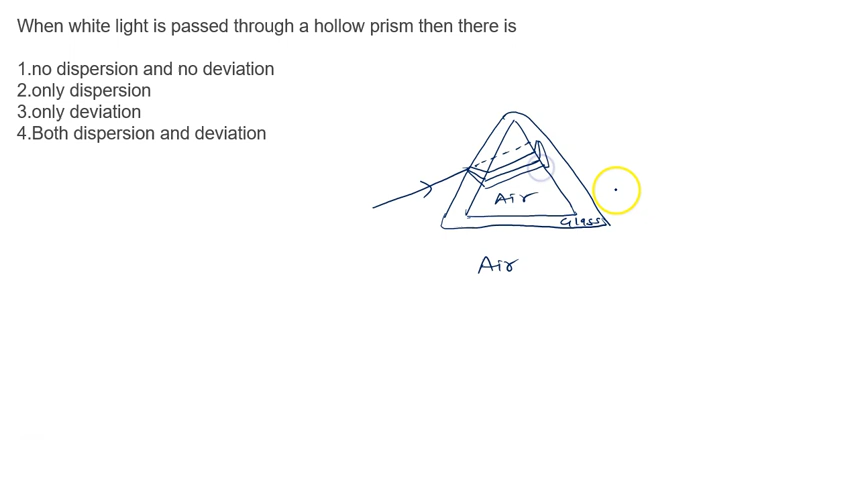 When white light is passed through a hollow prism then there is
1.no dispersion and no deviation
2.only dispersion
3.only deviation
4.Both dispersion and deviation
Air
Glass
Air